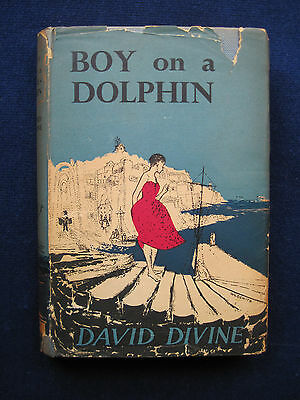 BOY on a
DOLPHIN
DAVID DIVINE